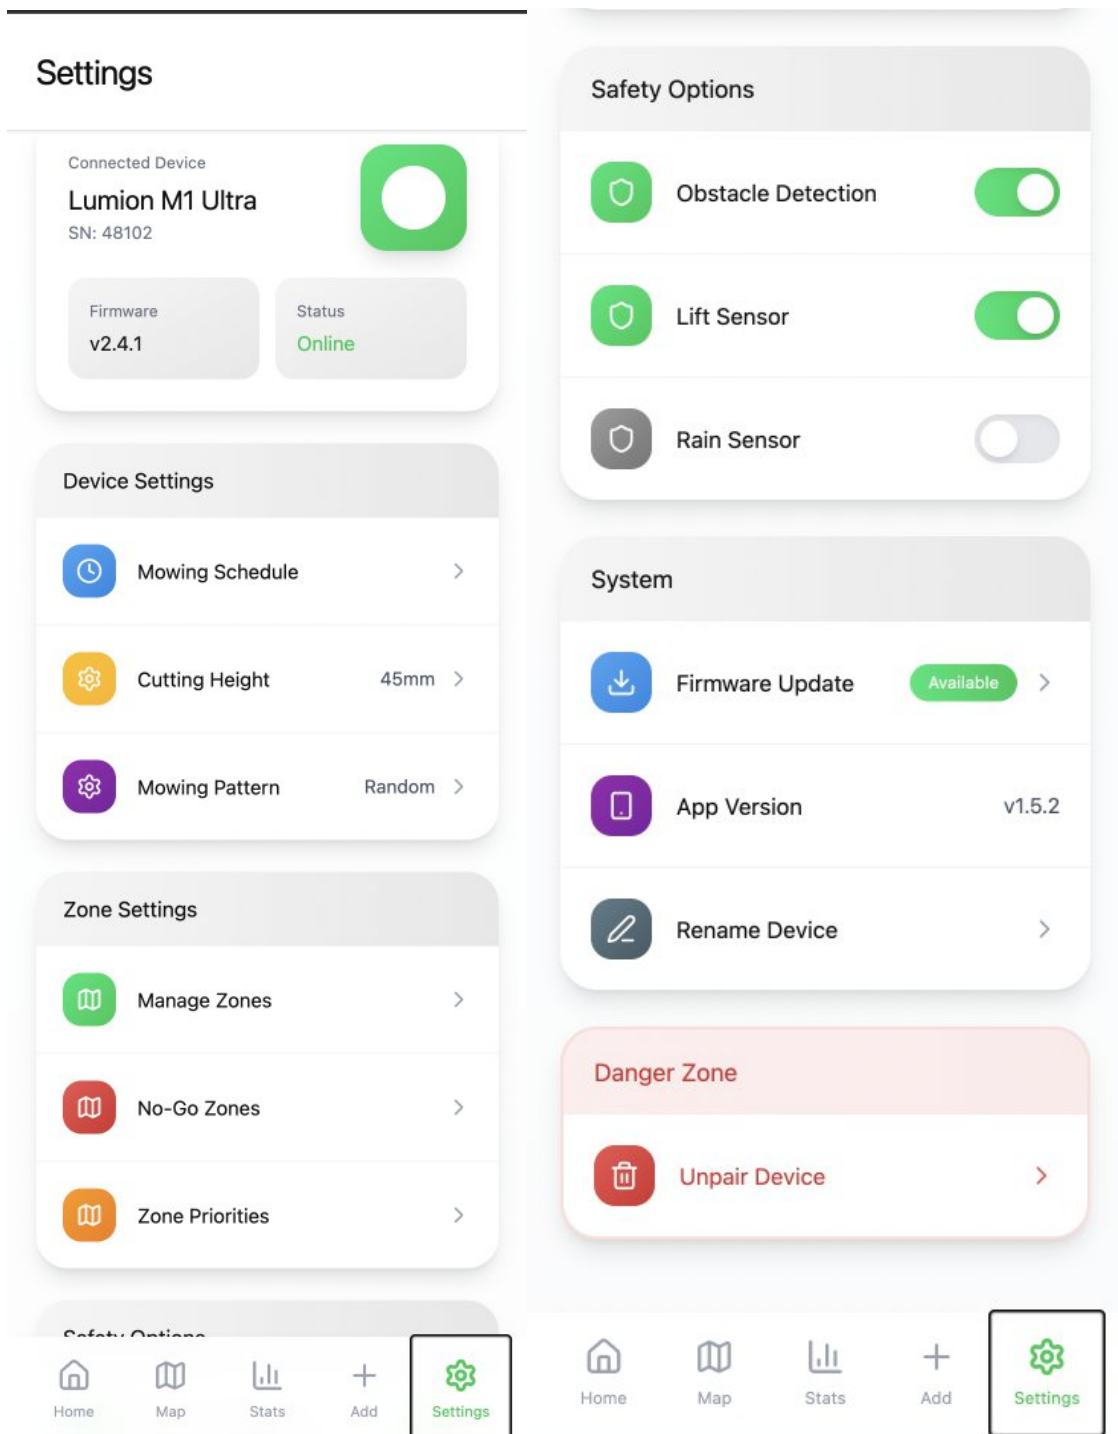 Settings
Connected Device
Lumion M1 Ultra
SN: 48102
Firmware
v2.4.1
Status
Online
Device Settings
Mowing Schedule
Cutting Height 45mm
Mowing Pattern Random
Zone Settings
Manage Zones
No-Go Zones
Zone Priorities
Safety Options
Home Map Stats Add Settings
Safety Options
Obstacle Detection
Lift Sensor
Rain Sensor
System
Firmware Update Available
App Version v1.5.2
Rename Device
Danger Zone
Unpair Device
Home Map Stats Add Settings